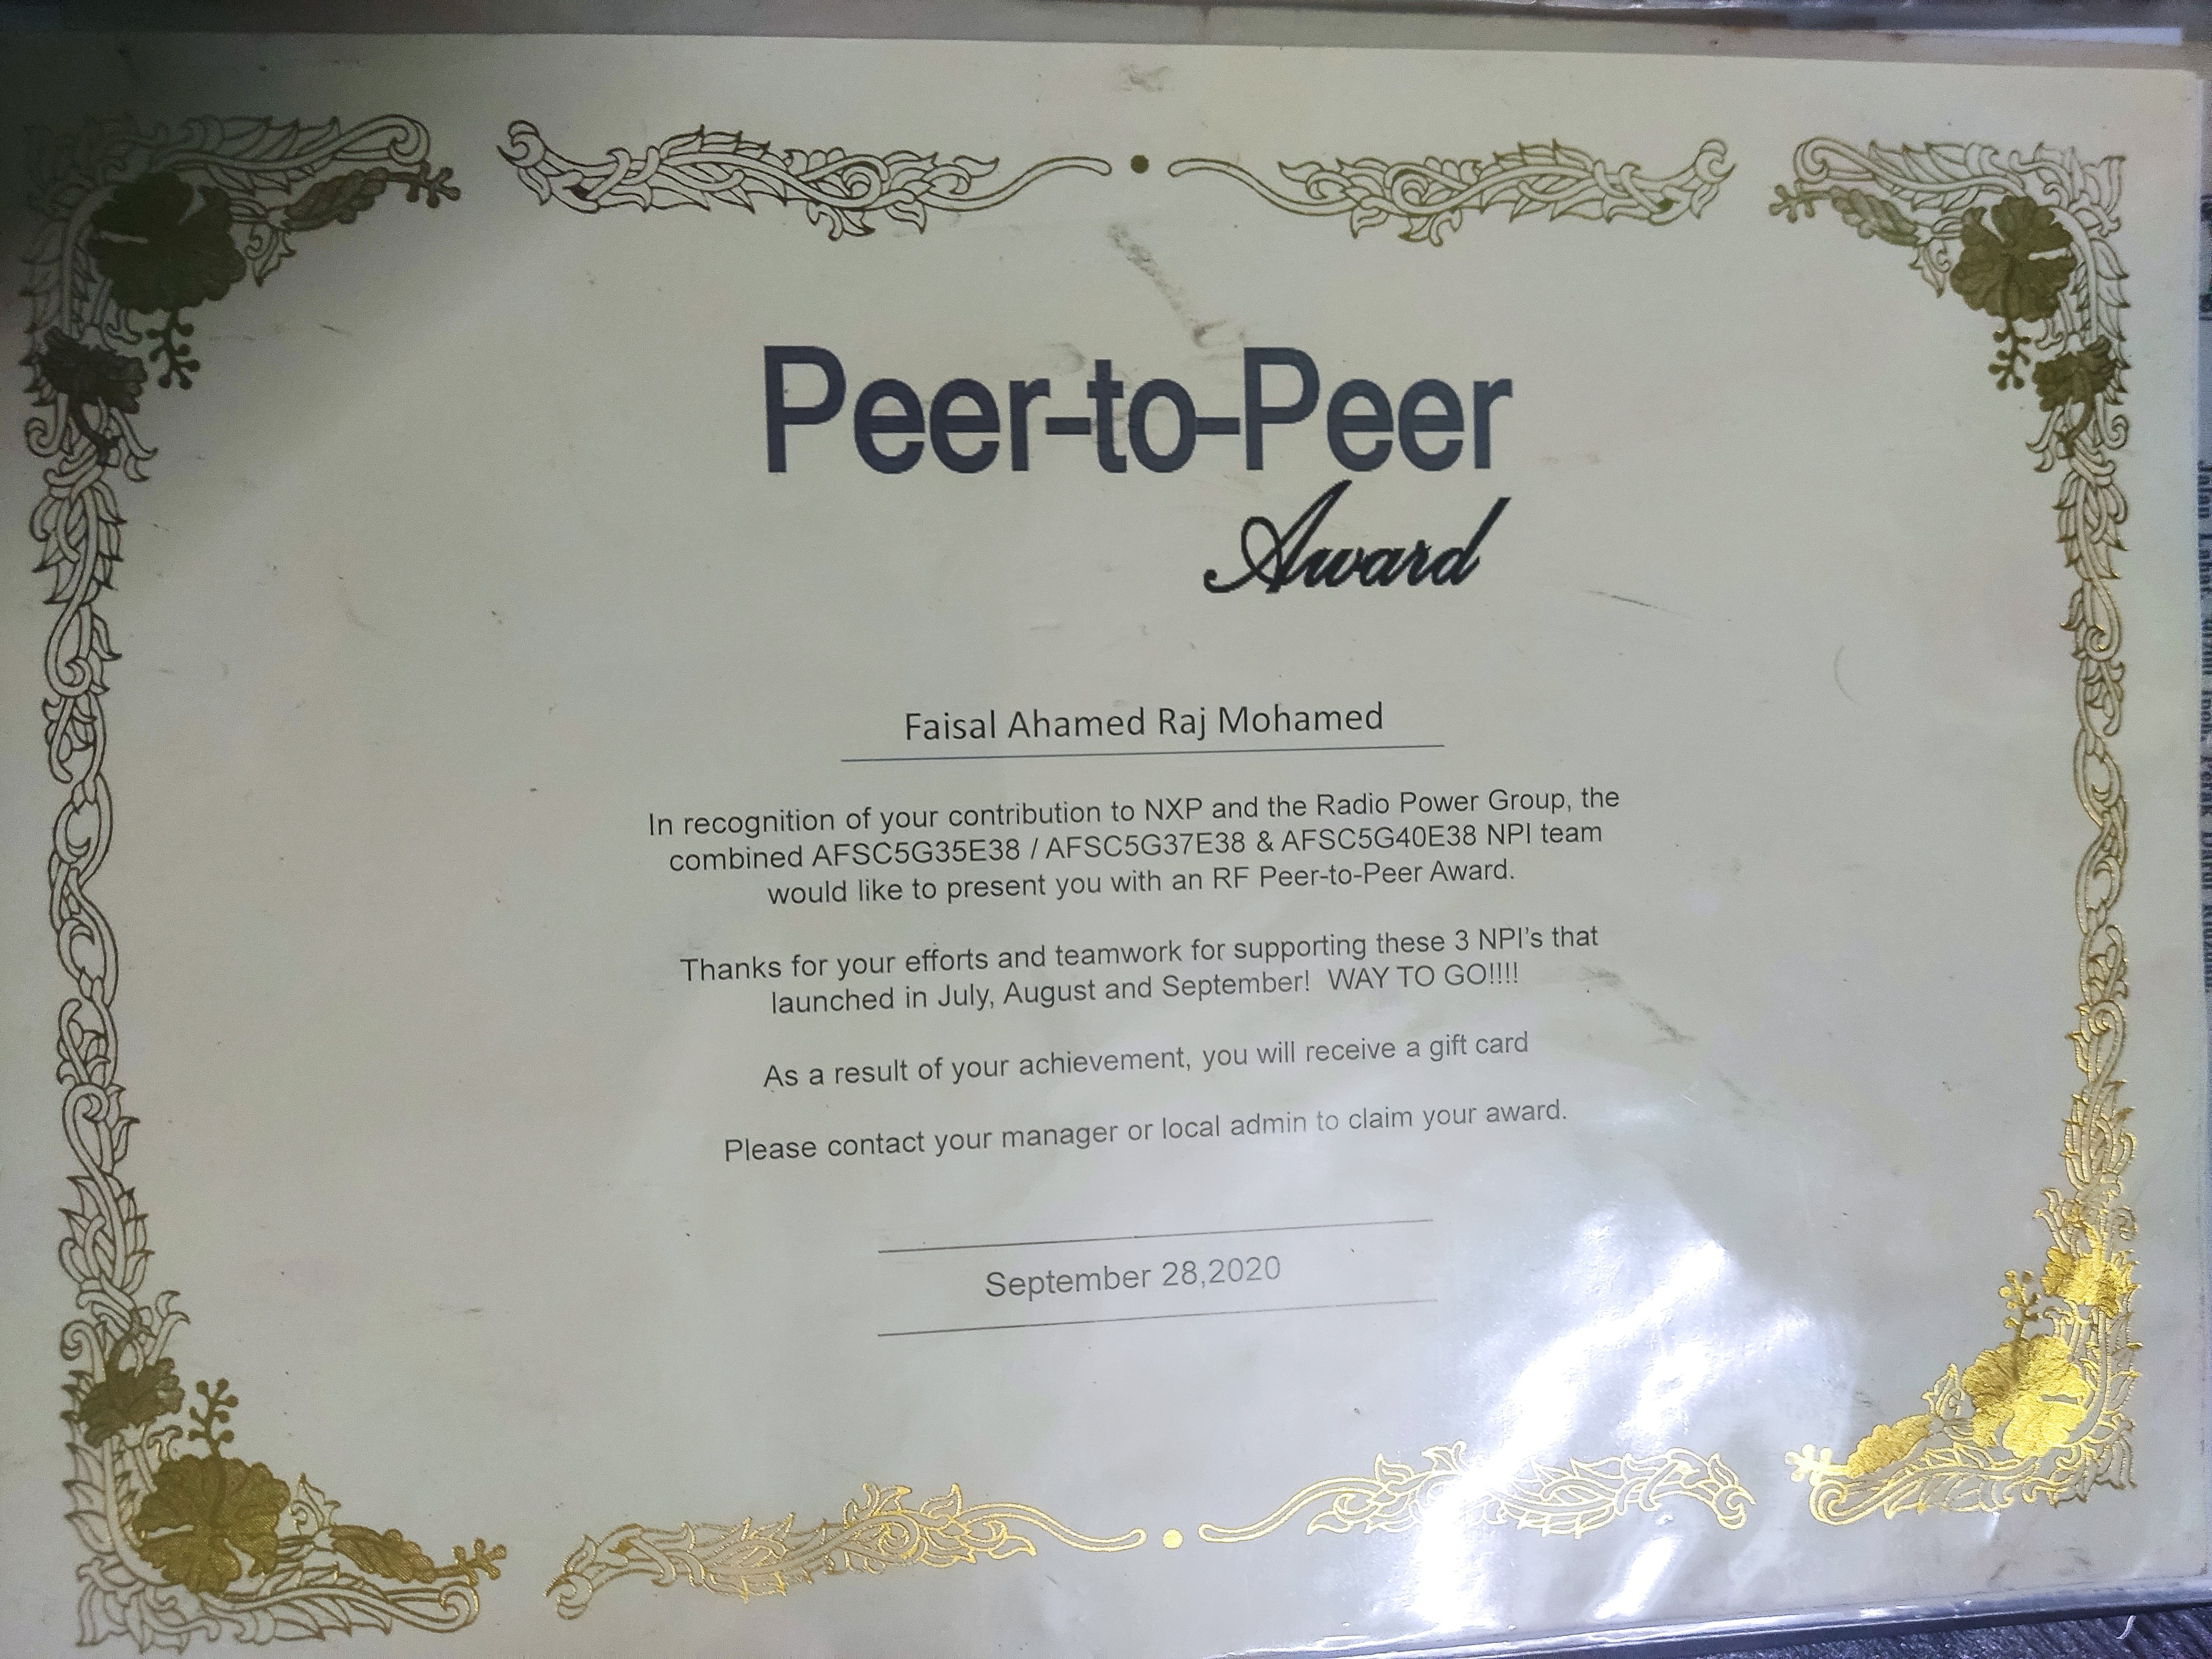 Peer-to-Peer
Award
Faisal Ahamed Raj Mohamed
In recognition of your contribution to NXP and the Radio Power Group, the
combined AFSC5G35E38 / AFSC5G37E38 & AFSC5G40E38 NPI team
would like to present you with an RF Peer-to-Peer Award.
Thanks for your efforts and teamwork for supporting these 3 NPI's that
launched in July, August and September!  WAY TO GO!!!!
As a result of your achievement, you will receive a gift card
Please contact your manager or local admin to claim your award.
September 28,2020